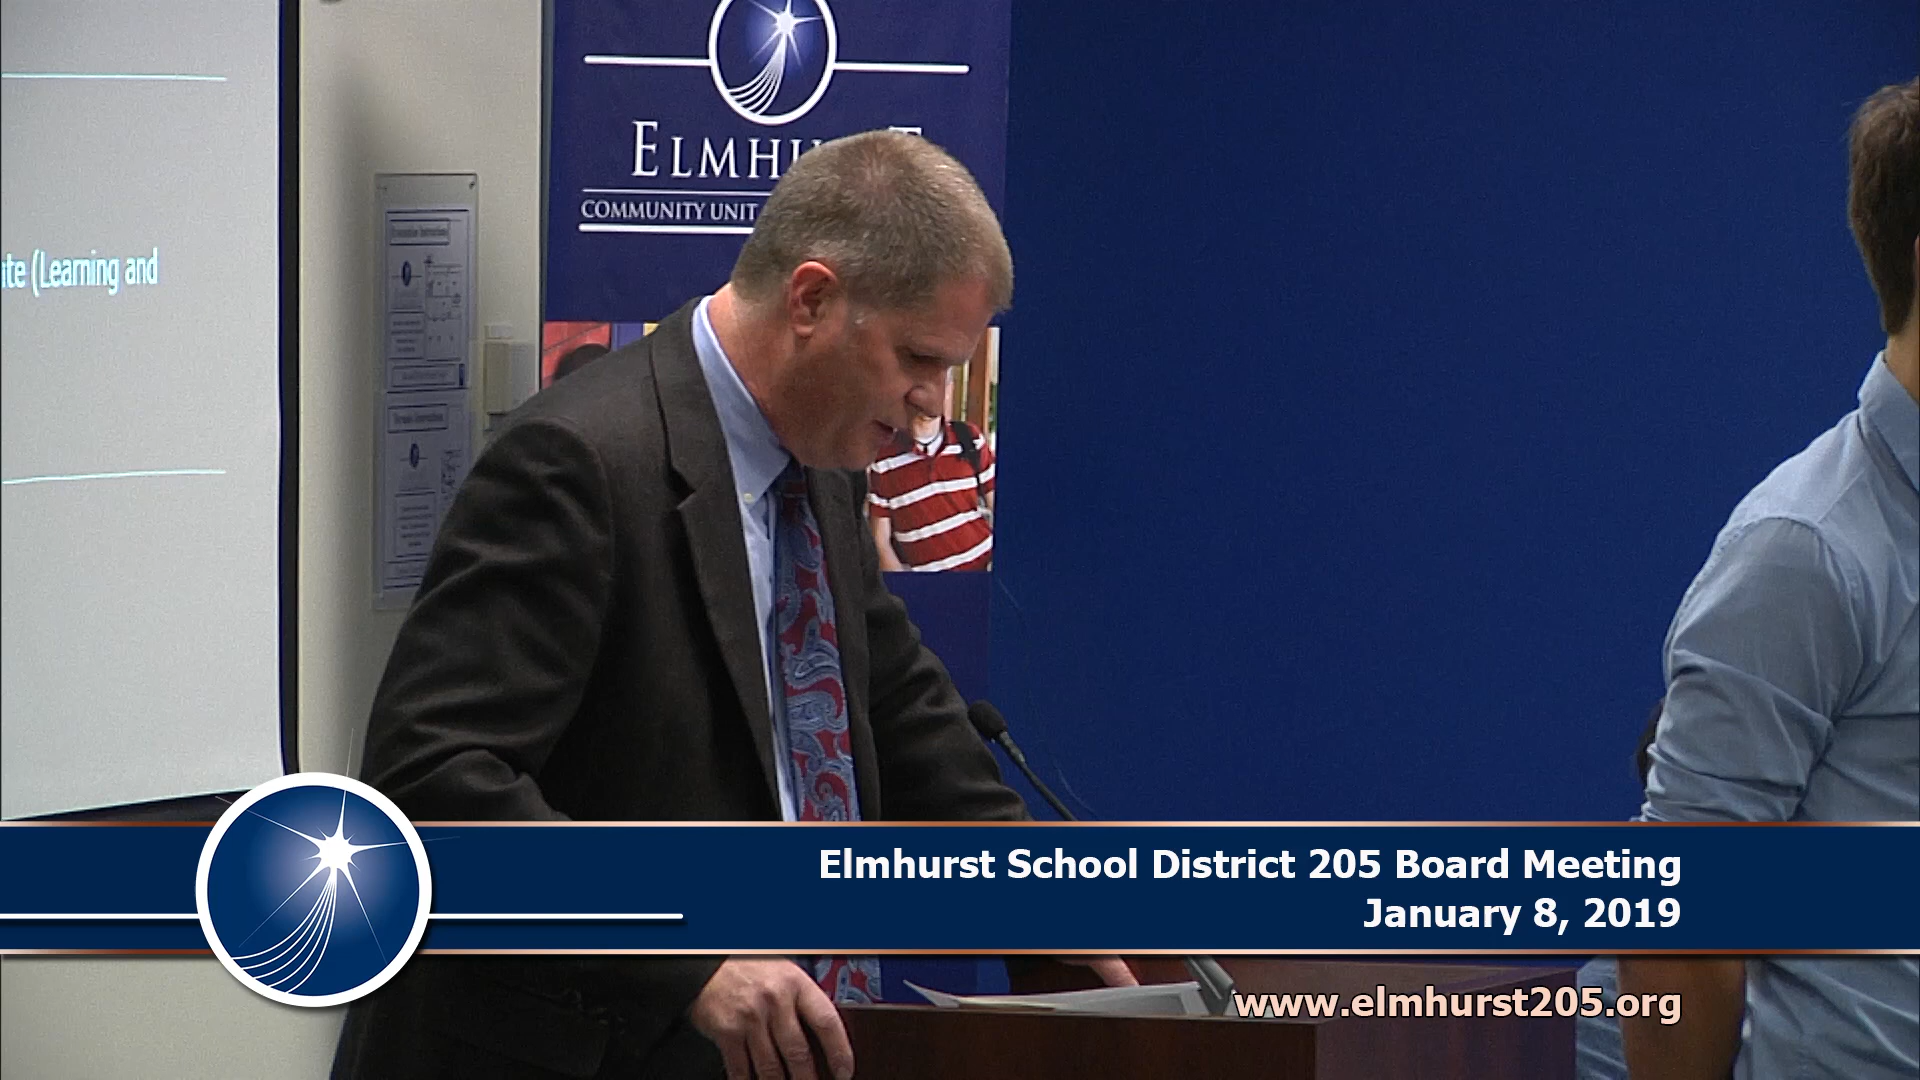 ELMHU
COMMUNITY UNIT
ite (Learning and
Elmhurst School District 205 Board Meeting
January 8, 2019
www.elmhurst205.org